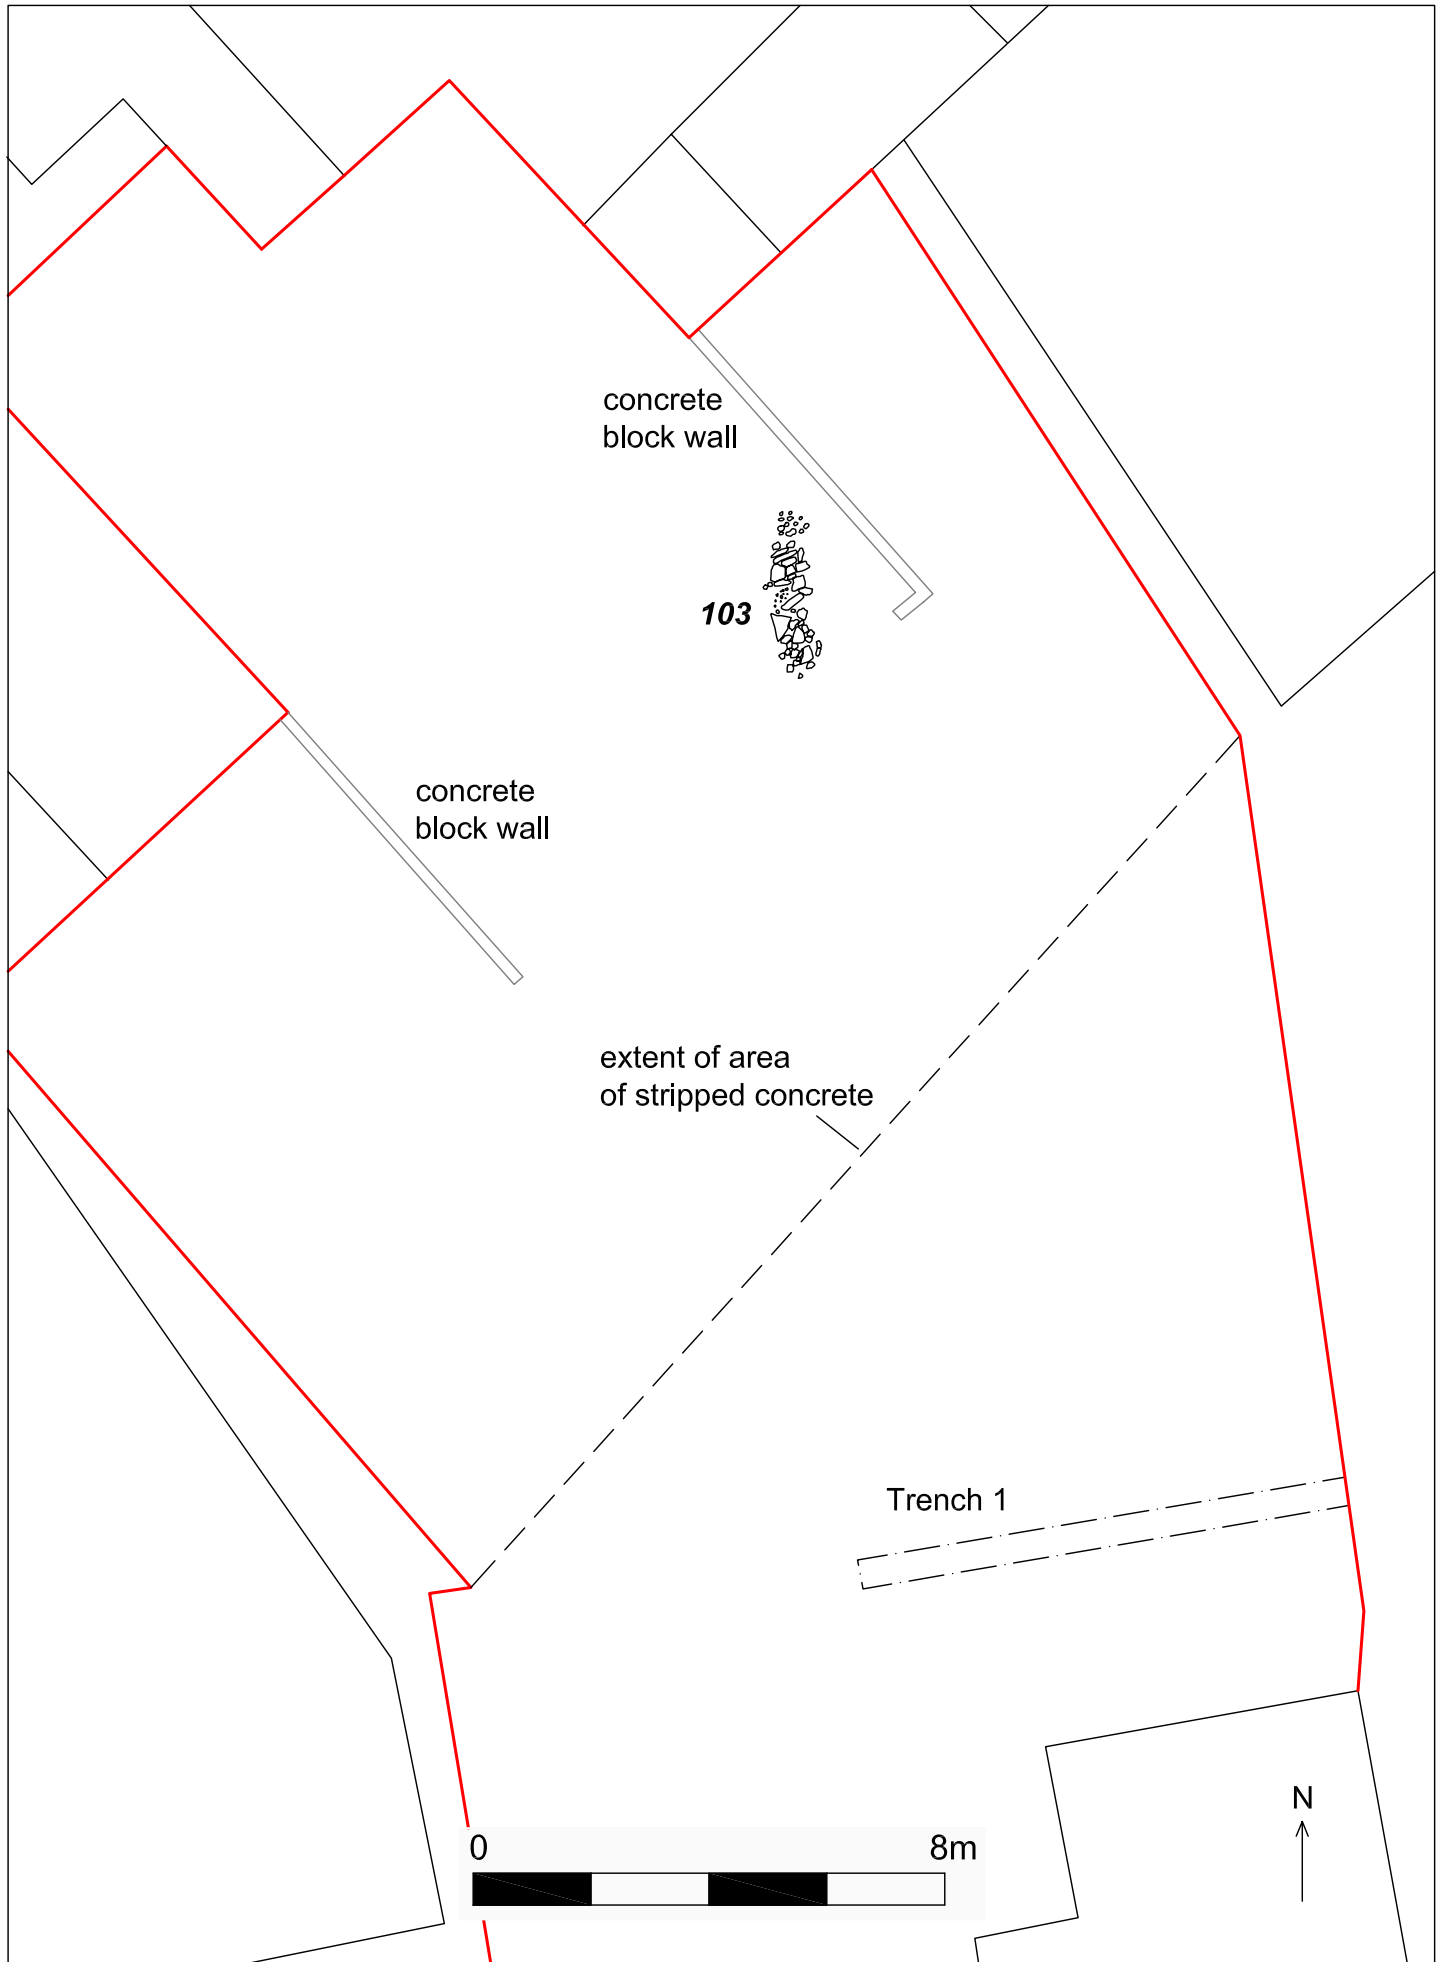 concrete
block wall
103
concrete
block wall
extent of area
of stripped concrete
Trench 1
N
0 8m